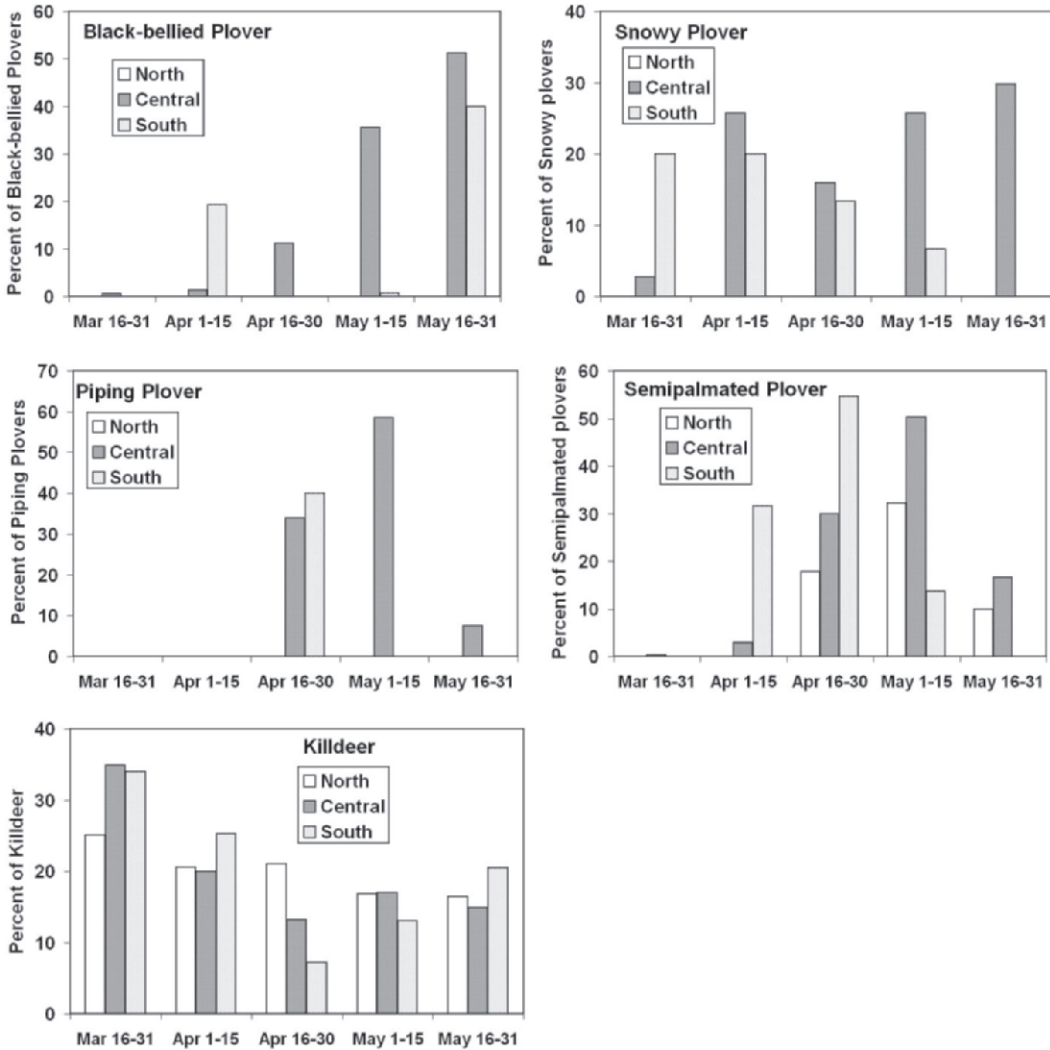 Black-bellied Plover
North
Central
South
Percent of Black-bellied Plovers
60
50
40
30
20
10
0
Mar 16-31 Apr 1-15 Apr 16-30 May 1-15 May 16-31
Snowy Plover
North
Central
South
Percent of Snowy plovers
40
30
20
10
0
Mar 16-31 Apr 1-15 Apr 16-30 May 1-15 May 16-31
Piping Plover
North
Central
South
Percent of Piping Plovers
70
60
50
40
30
20
10
0
Mar 16-31 Apr 1-15 Apr 16-30 May 1-15 May 16-31
Semipalmated Plover
North
Central
South
Percent of Semipalmated plovers
60
50
40
30
20
10
0
Mar 16-31 Apr 1-15 Apr 16-30 May 1-15 May 16-31
Killdeer
North
Central
South
Percent of Killdeer
40
30
20
10
0
Mar 16-31 Apr 1-15 Apr 16-30 May 1-15 May 16-31